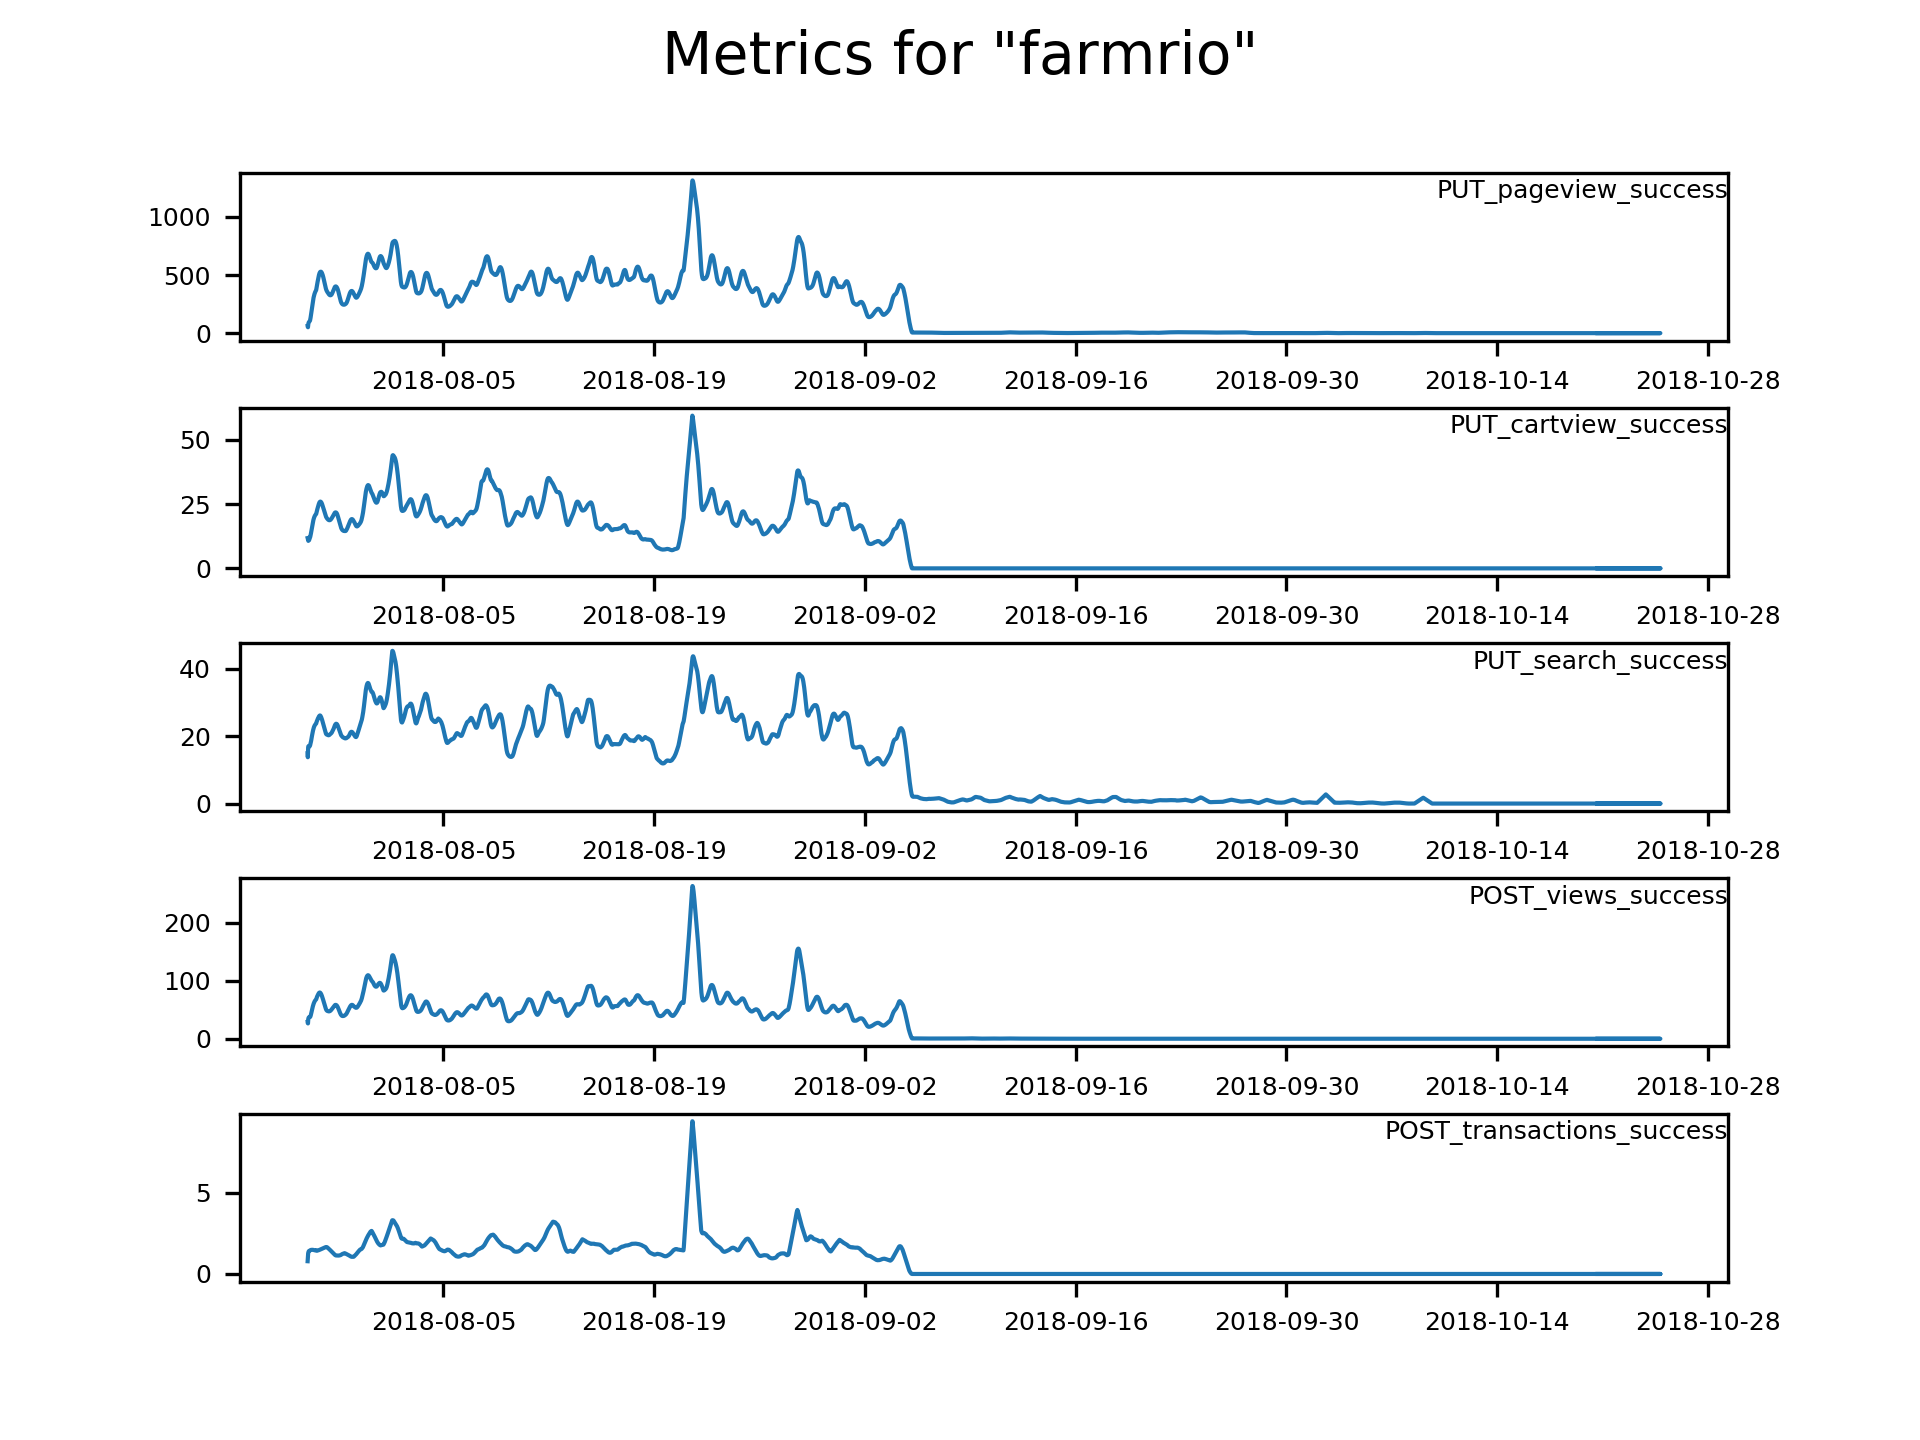 Metrics for "farmrio"
PUT_pageview_success
1000
500
0
2018-08-05 2018-08-19 2018-09-02 2018-09-16 2018-09-30 2018-10-14 2018-10-28
PUT_cartview_success
50
25
0
2018-08-05 2018-08-19 2018-09-02 2018-09-16 2018-09-30 2018-10-14 2018-10-28
PUT_search_success
40
20
0
2018-08-05 2018-08-19 2018-09-02 2018-09-16 2018-09-30 2018-10-14 2018-10-28
POST_views_success
200
100
0
2018-08-05 2018-08-19 2018-09-02 2018-09-16 2018-09-30 2018-10-14 2018-10-28
POST_transactions_success
5
0
2018-08-05 2018-08-19 2018-09-02 2018-09-16 2018-09-30 2018-10-14 2018-10-28